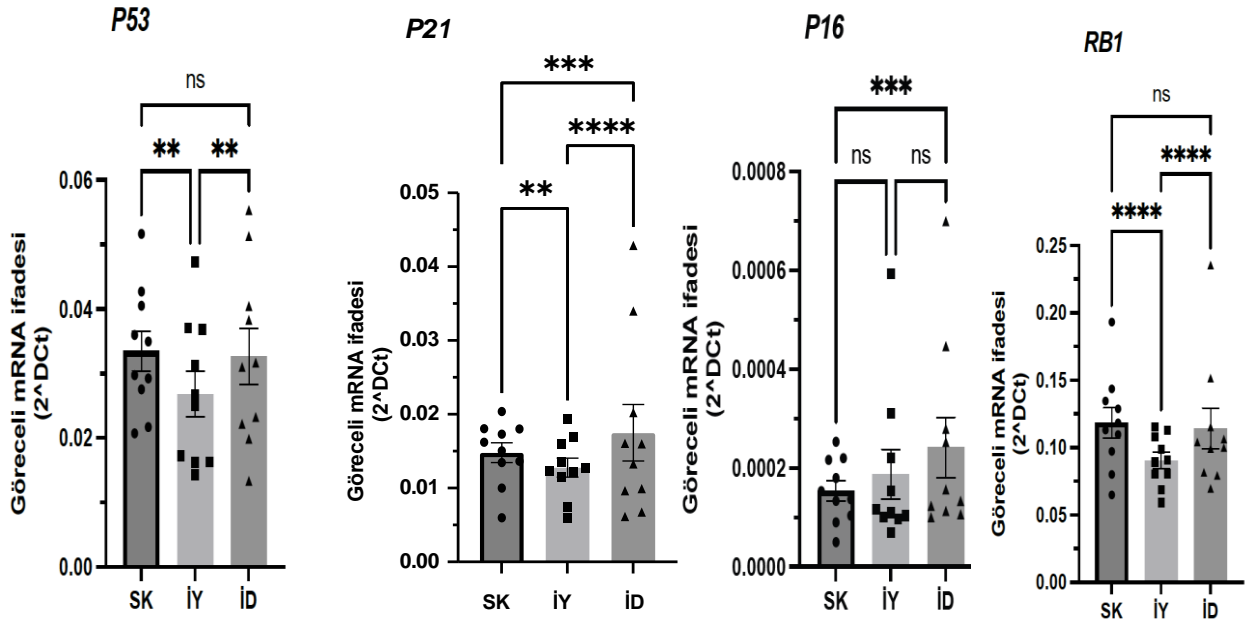 P53
ns
**
**
0.06
0.04
0.02
0.00
Göreceli mRNA ifadesi
(2^DCt)
SK
İY
İD
P21
***
****
**
0.05
0.04
0.03
0.02
0.01
0.00
Göreceli mRNA ifadesi
(2^DCt)
SK
İY
İD
P16
***
ns
ns
0.0008
0.0006
0.0004
0.0002
0.0000
Göreceli mRNA ifadesi
(2^DCt)
SK
İY
İD
RB1
ns
****
****
0.25
0.20
0.15
0.10
0.05
0.00
Göreceli mRNA ifadesi
(2^DCt)
SK
İY
İD